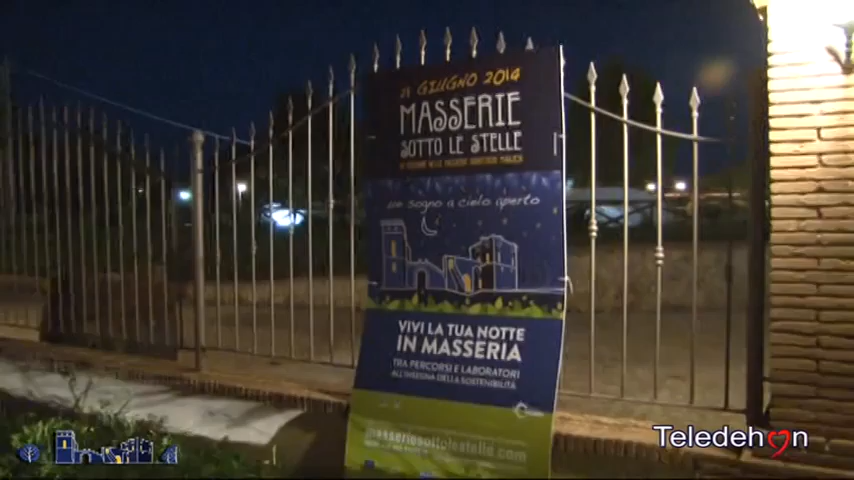 21 GIUGNO 2014
MASSERIE
SOTTO LE STELLE
un sogno a cielo aperto
VIVI LA TUA NOTTE
IN MASSERIA
TRA PERCORSI E LABORATORI
ALL'INSEGNA DELLA SOSTENIBILITÀ
masseriesottolestelle.com
Teledehon